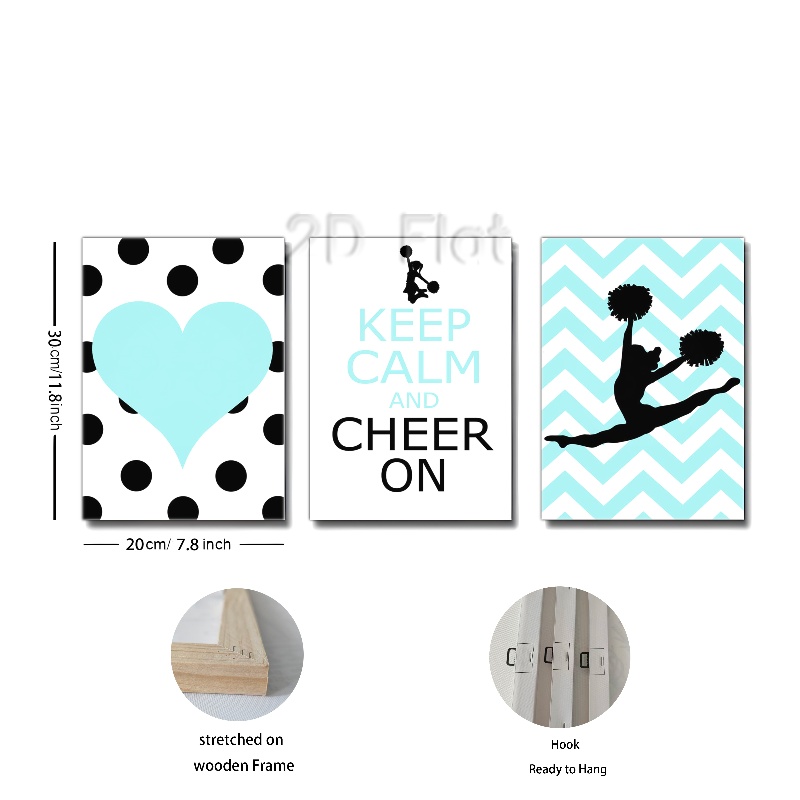 2D Flat
KEEP
CALM
AND
CHEER
ON
30cm/11.8inch
20cm/ 7.8 inch
stretched on
wooden Frame
Hook
Ready to Hang